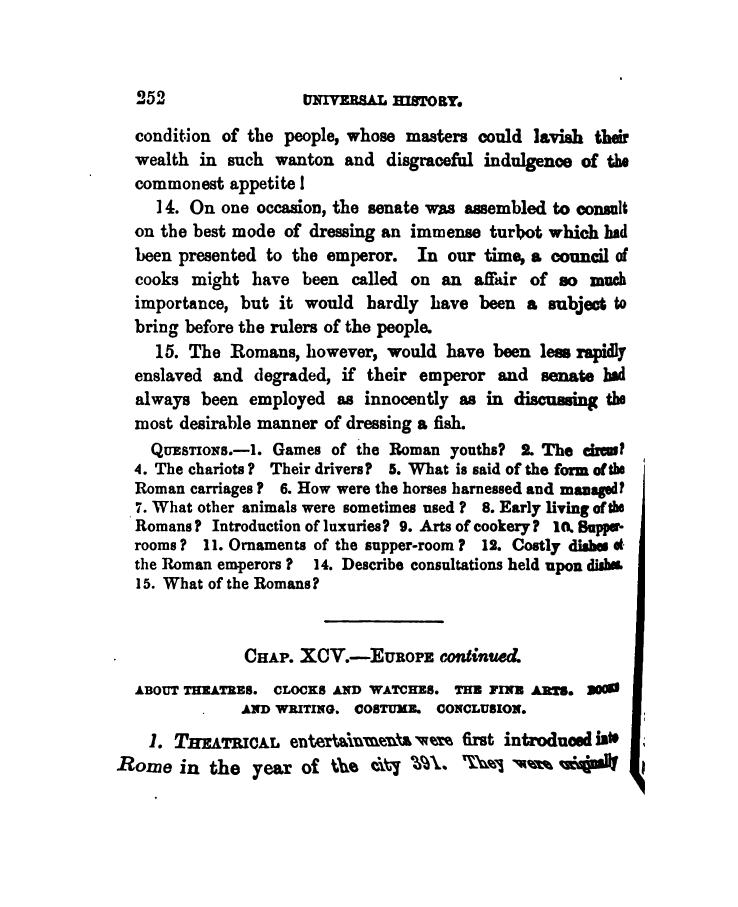 252 UNIVERSAL HISTORY.
condition of the people, whose masters could lavish their
wealth in such wanton and disgraceful indulgence of the
commonest appetite!
14. On one occasion, the senate was assembled to consult
on the best mode of dressing an immense turbot which had
been presented to the emperor. In our time, a council of
cooks might have been called on an affair of so much
importance, but it would hardly have been a subject to
bring before the rulers of the people.
15. The Romans, however, would have been less rapidly
enslaved and degraded, if their emperor and senate had
always been employed as innocently as in discussing the
most desirable manner of dressing a fish.
QUESTIONS.—1. Games of the Roman youths? 2. The circus?
4. The chariots? Their drivers? 5. What is said of the form of the
Roman carriages? 6. How were the horses harnessed and managed?
7. What other animals were sometimes used? 8. Early living of the
Romans? Introduction of luxuries? 9. Arts of cookery? 10. Supper-
rooms? 11. Ornaments of the supper-room? 12. Costly dishes of
the Roman emperors? 14. Describe consultations held upon dishes.
15. What of the Romans?
CHAP. XCV.—EUROPE continued.
ABOUT THEATRES. CLOCKS AND WATCHES. THE FINE ARTS. BOOKS
AND WRITING. COSTUME. CONCLUSION.
1. THEATRICAL entertainments were first introduced into
Rome in the year of the city 391. They were originally